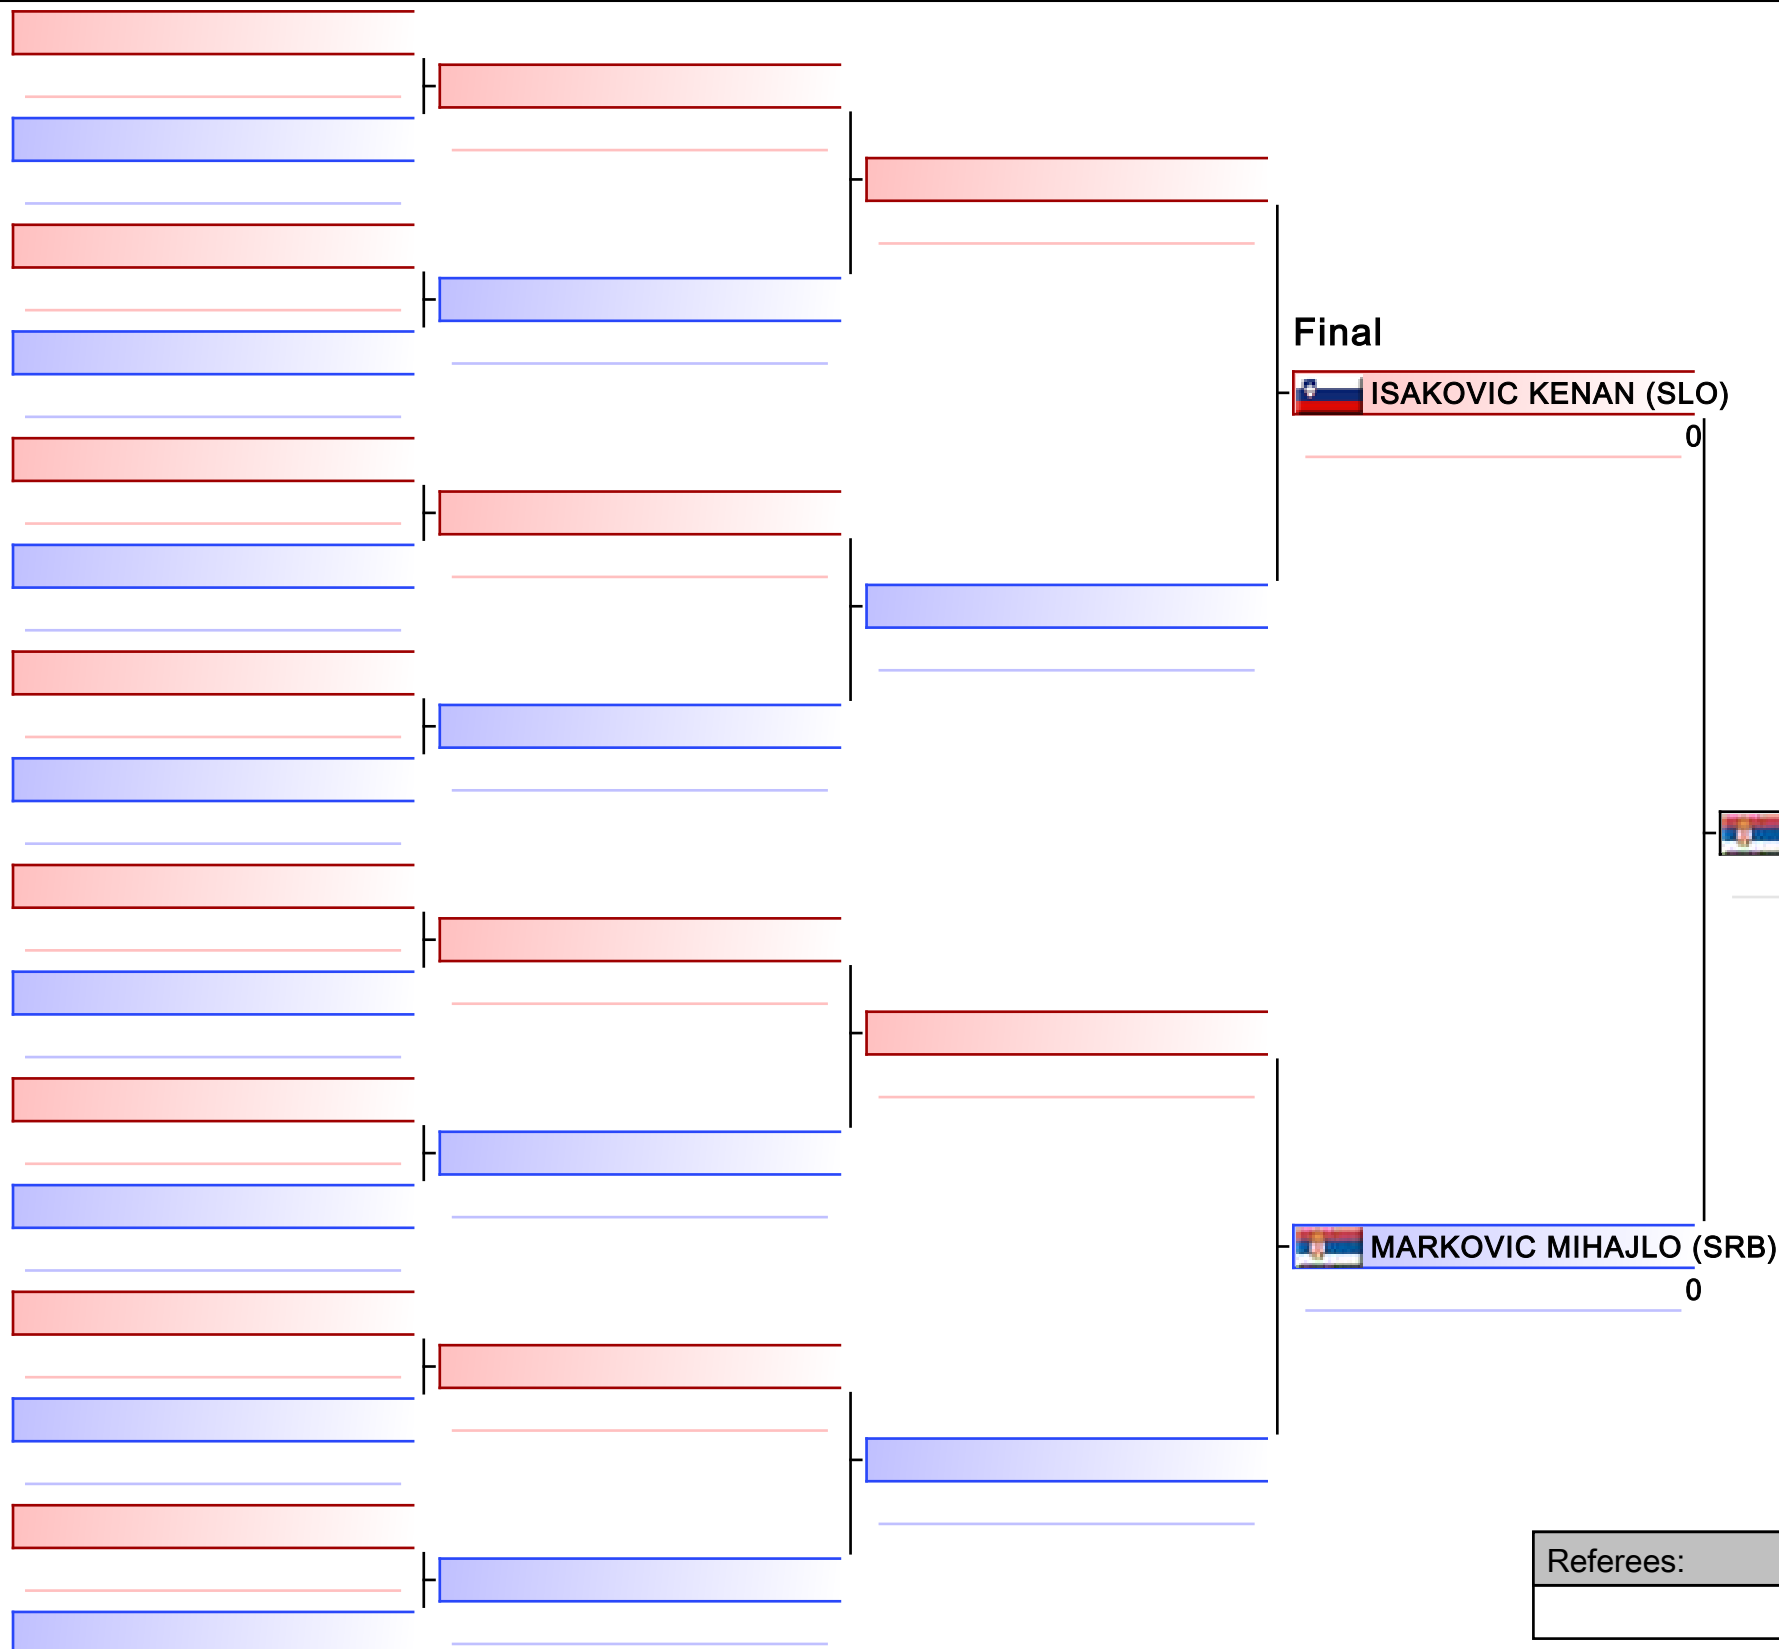 Final
ISAKOVIC KENAN (SLO)
0
MARKOVIC MIHAJLO (SRB)
0
Referees: